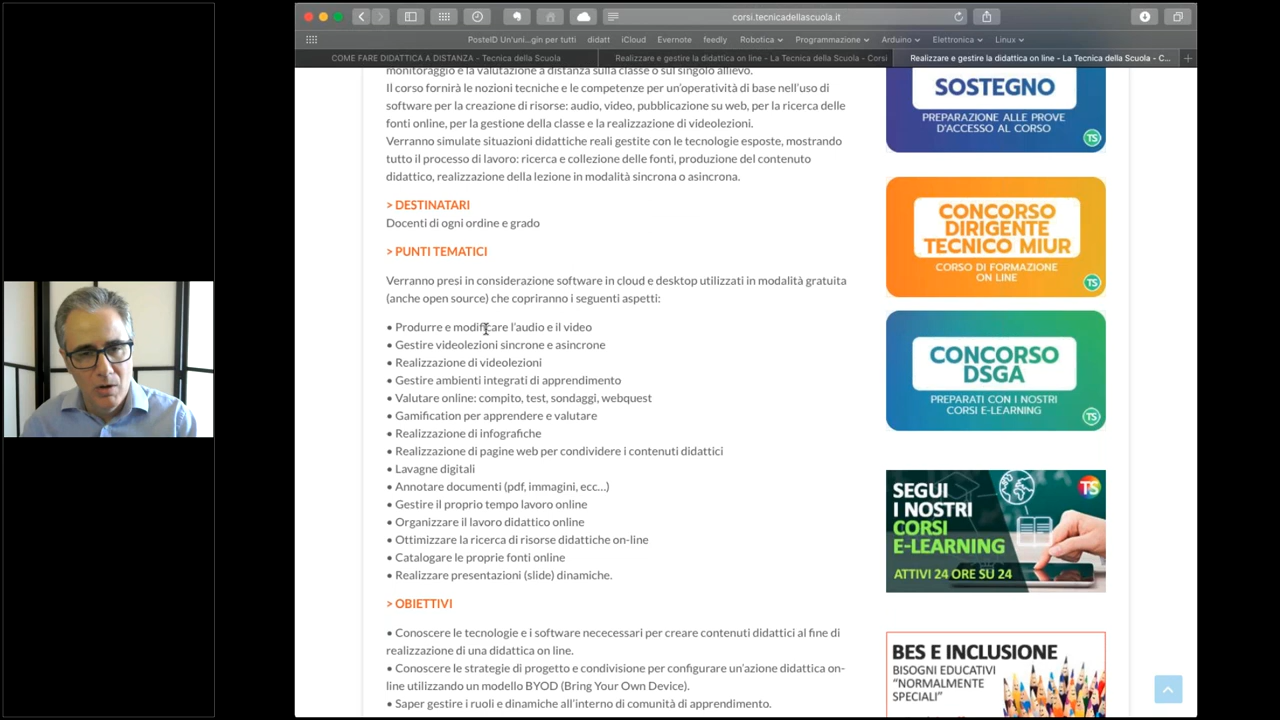 corsi.tecnicadellascuola.it
PosteID Un'uni...gin per tutti didatt iCloud Evernote feedly Robotica Programmazione Arduino Elettronica Linux
COME FARE DIDATTICA A DISTANZA - Tecnica della Scuola
Realizzare e gestire la didattica on line - La Tecnica della Scuola - Corsi
Realizzare e gestire la didattica on line - La Tecnica della Scuola - C...
monitoraggio e la valutazione a distanza sulla classe o sul singolo allievo.
Il corso fornirà le nozioni tecniche e le competenze per un'operatività di base nell'uso di
software per la creazione di risorse: audio, video, pubblicazione su web, per la ricerca delle
fonti online, per la gestione della classe e la realizzazione di videolezioni.
Verranno simulate situazioni didattiche reali gestite con le tecnologie esposte, mostrando
tutto il processo di lavoro: ricerca e collezione delle fonti, produzione del contenuto
didattico, realizzazione della lezione in modalità sincrona o asincrona.
> DESTINATARI
Docenti di ogni ordine e grado
> PUNTI TEMATICI
Verranno presi in considerazione software in cloud e desktop utilizzati in modalità gratuita
(anche open source) che copriranno i seguenti aspetti:
• Produrre e modificare l'audio e il video
• Gestire videolezioni sincrone e asincrone
• Realizzazione di videolezioni
• Gestire ambienti integrati di apprendimento
• Valutare online: compito, test, sondaggi, webquest
• Gamification per apprendere e valutare
• Realizzazione di infografiche
• Realizzazione di pagine web per condividere i contenuti didattici
• Lavagne digitali
• Annotare documenti (pdf, immagini, ecc...)
• Gestire il proprio tempo lavoro online
• Organizzare il lavoro didattico online
• Ottimizzare la ricerca di risorse didattiche on-line
• Catalogare le proprie fonti online
• Realizzare presentazioni (slide) dinamiche.
> OBIETTIVI
• Conoscere le tecnologie e i software nececessari per creare contenuti didattici al fine di
realizzazione di una didattica on line.
• Conoscere le strategie di progetto e condivisione per configurare un'azione didattica on-
line utilizzando un modello BYOD (Bring Your Own Device).
• Saper gestire i ruoli e dinamiche all'interno di comunità di apprendimento.
SOSTEGNO
PREPARAZIONE ALLE PROVE
D'ACCESSO AL CORSO
TS
CONCORSO
DIRIGENTE
TECNICO MIUR
CORSO DI FORMAZIONE
ON LINE
TS
CONCORSO
DSGA
PREPARATI CON I NOSTRI
CORSI E-LEARNING
TS
SEGUI
I NOSTRI
CORSI
E-LEARNING
ATTIVI 24 ORE SU 24
TS
BES E INCLUSIONE
BISOGNI EDUCATIVI
"NORMALMENTE
SPECIALI"